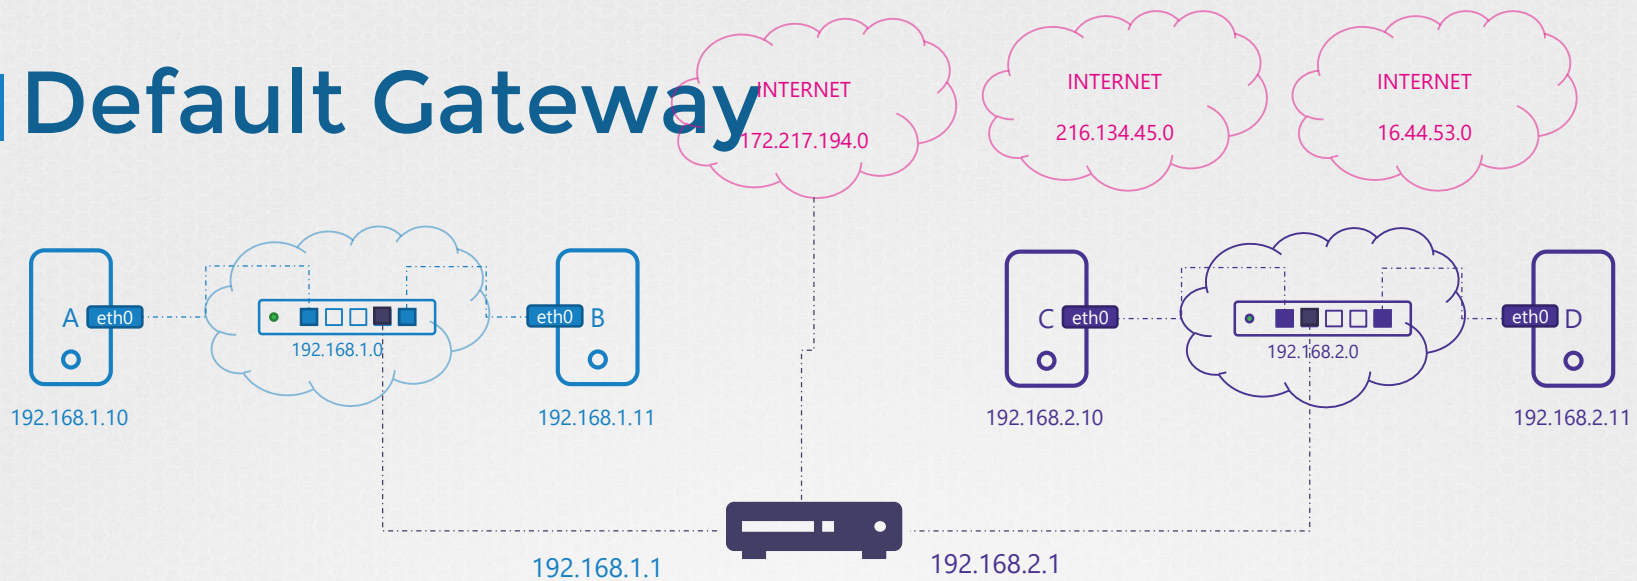 Default Gateway
INTERNET
172.217.194.0
INTERNET
216.134.45.0
INTERNET
16.44.53.0
A
eth0
192.168.1.10
192.168.1.0
eth0
B
192.168.1.11
C
eth0
192.168.2.10
192.168.2.0
eth0
D
192.168.2.11
192.168.1.1
192.168.2.1